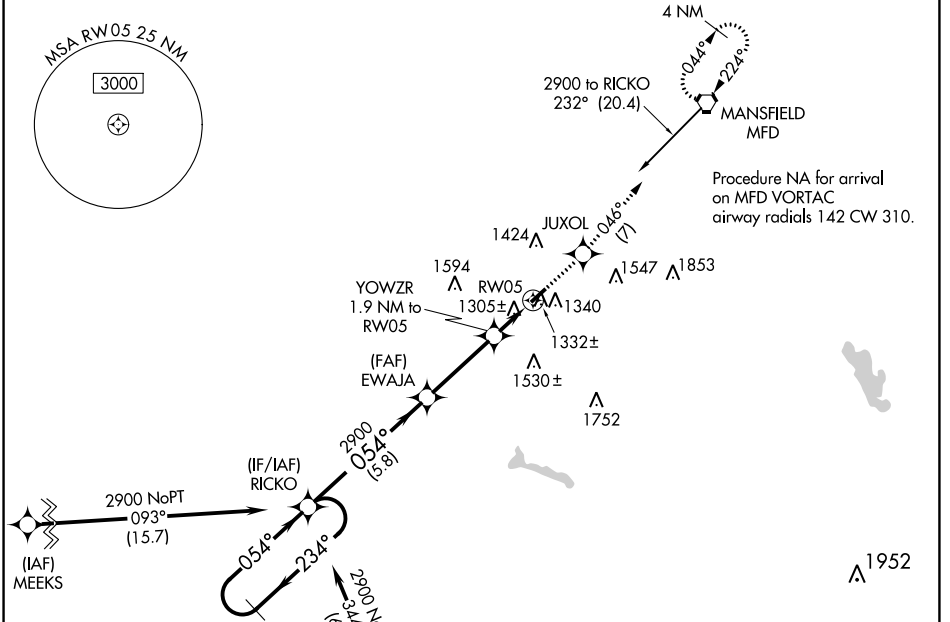 MSA RW05 25 NM
3000
4 NM
044°
224°
2900 to RICKO
232° (20.4)
MANSFIELD
MFD
Procedure NA for arrival
on MFD VORTAC
airway radials 142 CW 310.
JUXOL
046°
(7)
1424
1547
1853
1594
YOWZR
1.9 NM to
RW05
RW05
1305±
1340
1332±
1530±
1752
(FAF)
EWAJA
2900
054°
(5.8)
(IF/IAF)
RICKO
2900 NoPT
093°
(15.7)
(IAF)
MEEKS
054°
234°
2900
1952